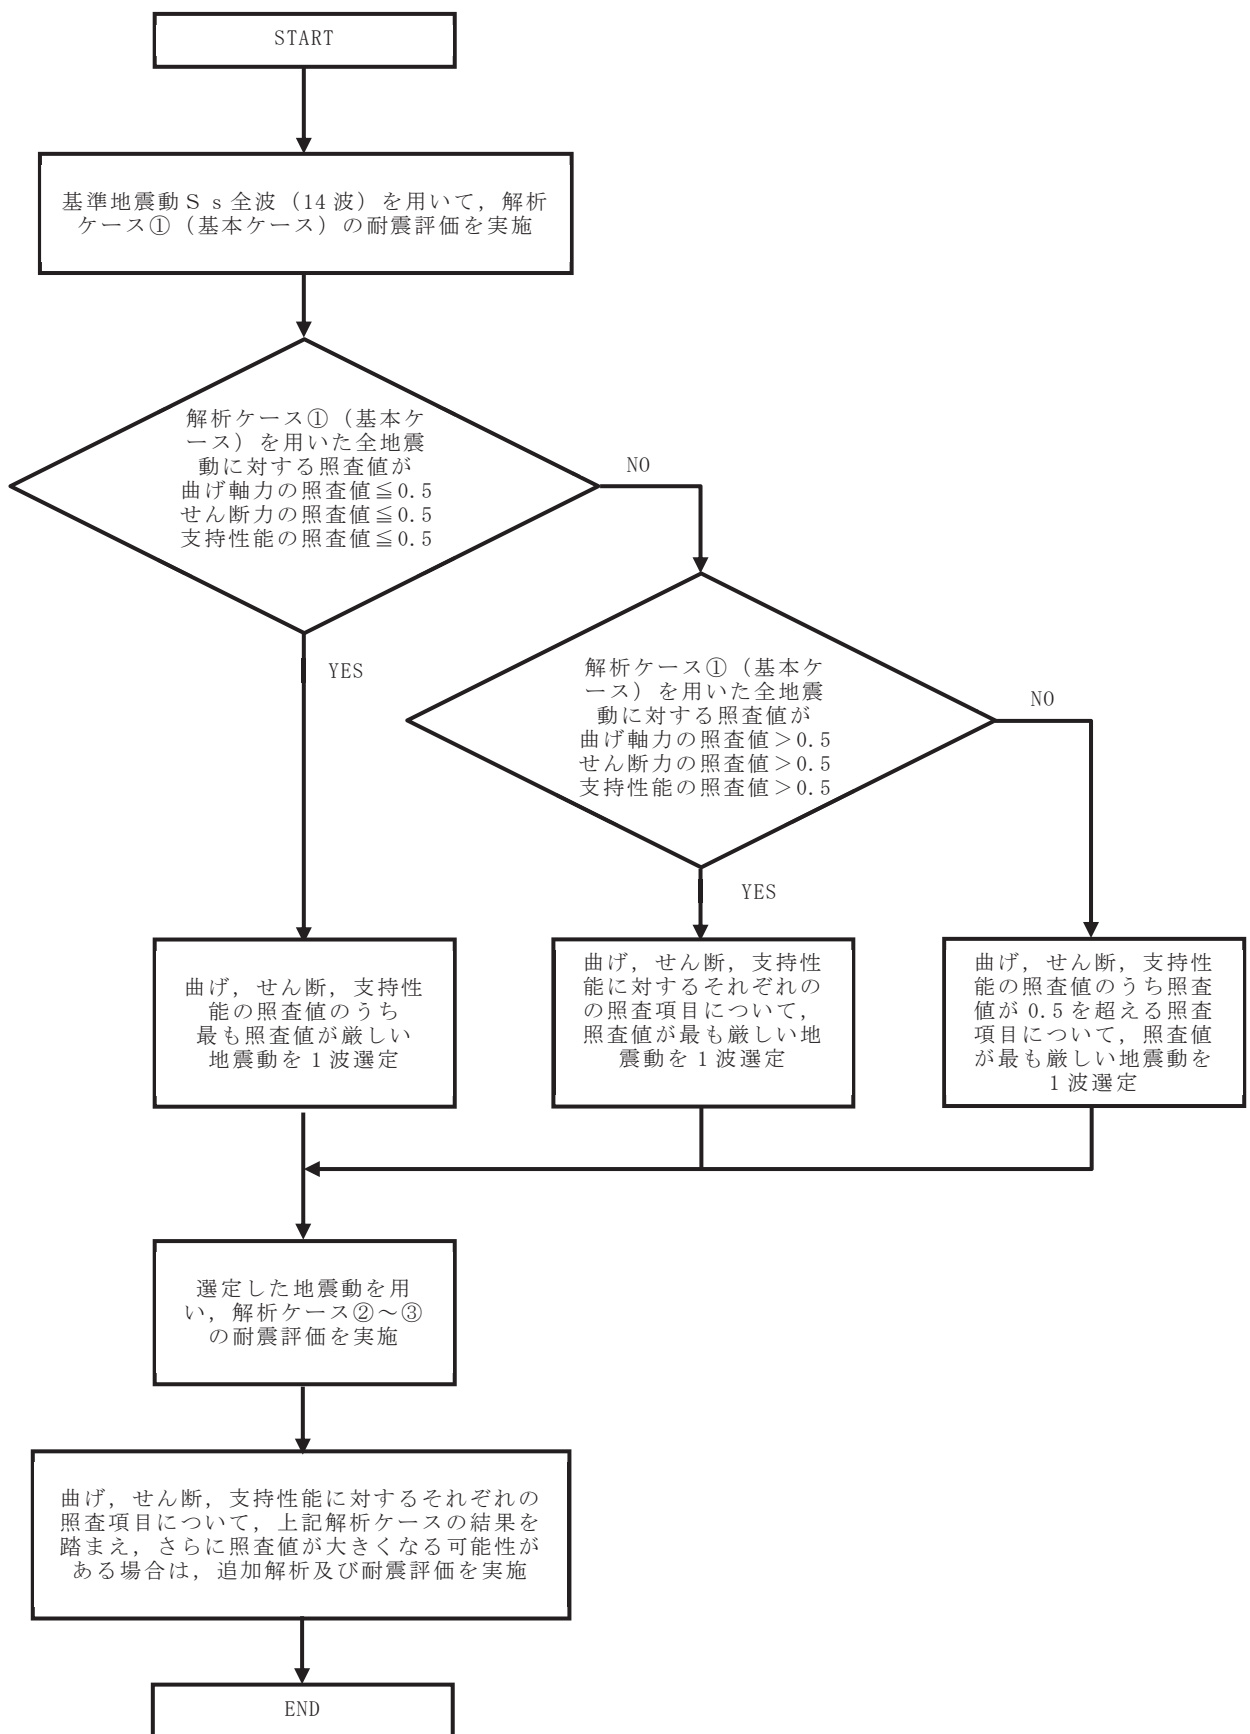 START
基準地震動Ｓｓ全波（14波）を用いて，解析
ケース①（基本ケース）の耐震評価を実施
解析ケース①（基本ケ
ース）を用いた全地震
動に対する照査値が
曲げ軸力の照査値≦0.5
せん断力の照査値≦0.5
支持性能の照査値≦0.5
NO
YES
解析ケース①（基本ケ
ース）を用いた全地震
動に対する照査値が
曲げ軸力の照査値＞0.5
せん断力の照査値＞0.5
支持性能の照査値＞0.5
NO
YES
曲げ，せん断，支持性
能の照査値のうち
最も照査値が厳しい
地震動を1波選定
曲げ，せん断，支持性
能に対するそれぞれの
の照査項目について，
照査値が最も厳しい地
震動を1波選定
曲げ，せん断，支持性
能の照査値のうち照査
値が0.5を超える照査
項目について，照査値
が最も厳しい地震動を
1波選定
選定した地震動を用
い，解析ケース②～③
の耐震評価を実施
曲げ，せん断，支持性能に対するそれぞれの
照査項目について，上記解析ケースの結果を
踏まえ，さらに照査値が大きくなる可能性が
ある場合は，追加解析及び耐震評価を実施
END